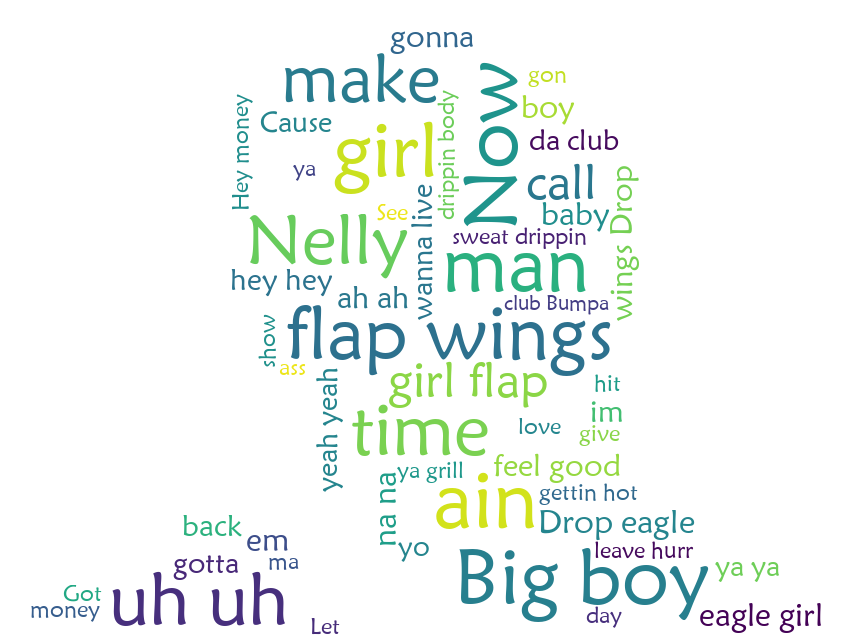 gonna
make
gon
boy
Now
Hey money
Cause
drippin body
da club
girl
ya
call
wings Drop
See
wanna live
baby
Nelly
sweat drippin
man
hey hey
ah ah
club Bumpa
flap wings
show
ass
yeah yeah
girl flap
hit
im
time
love
give
na na
ya grill
feel good
ain
gettin hot
back
em
Drop eagle
yo
leave hurr
gotta
ma
Big boy
ya ya
Got
money
uh uh
Let
day
eagle girl